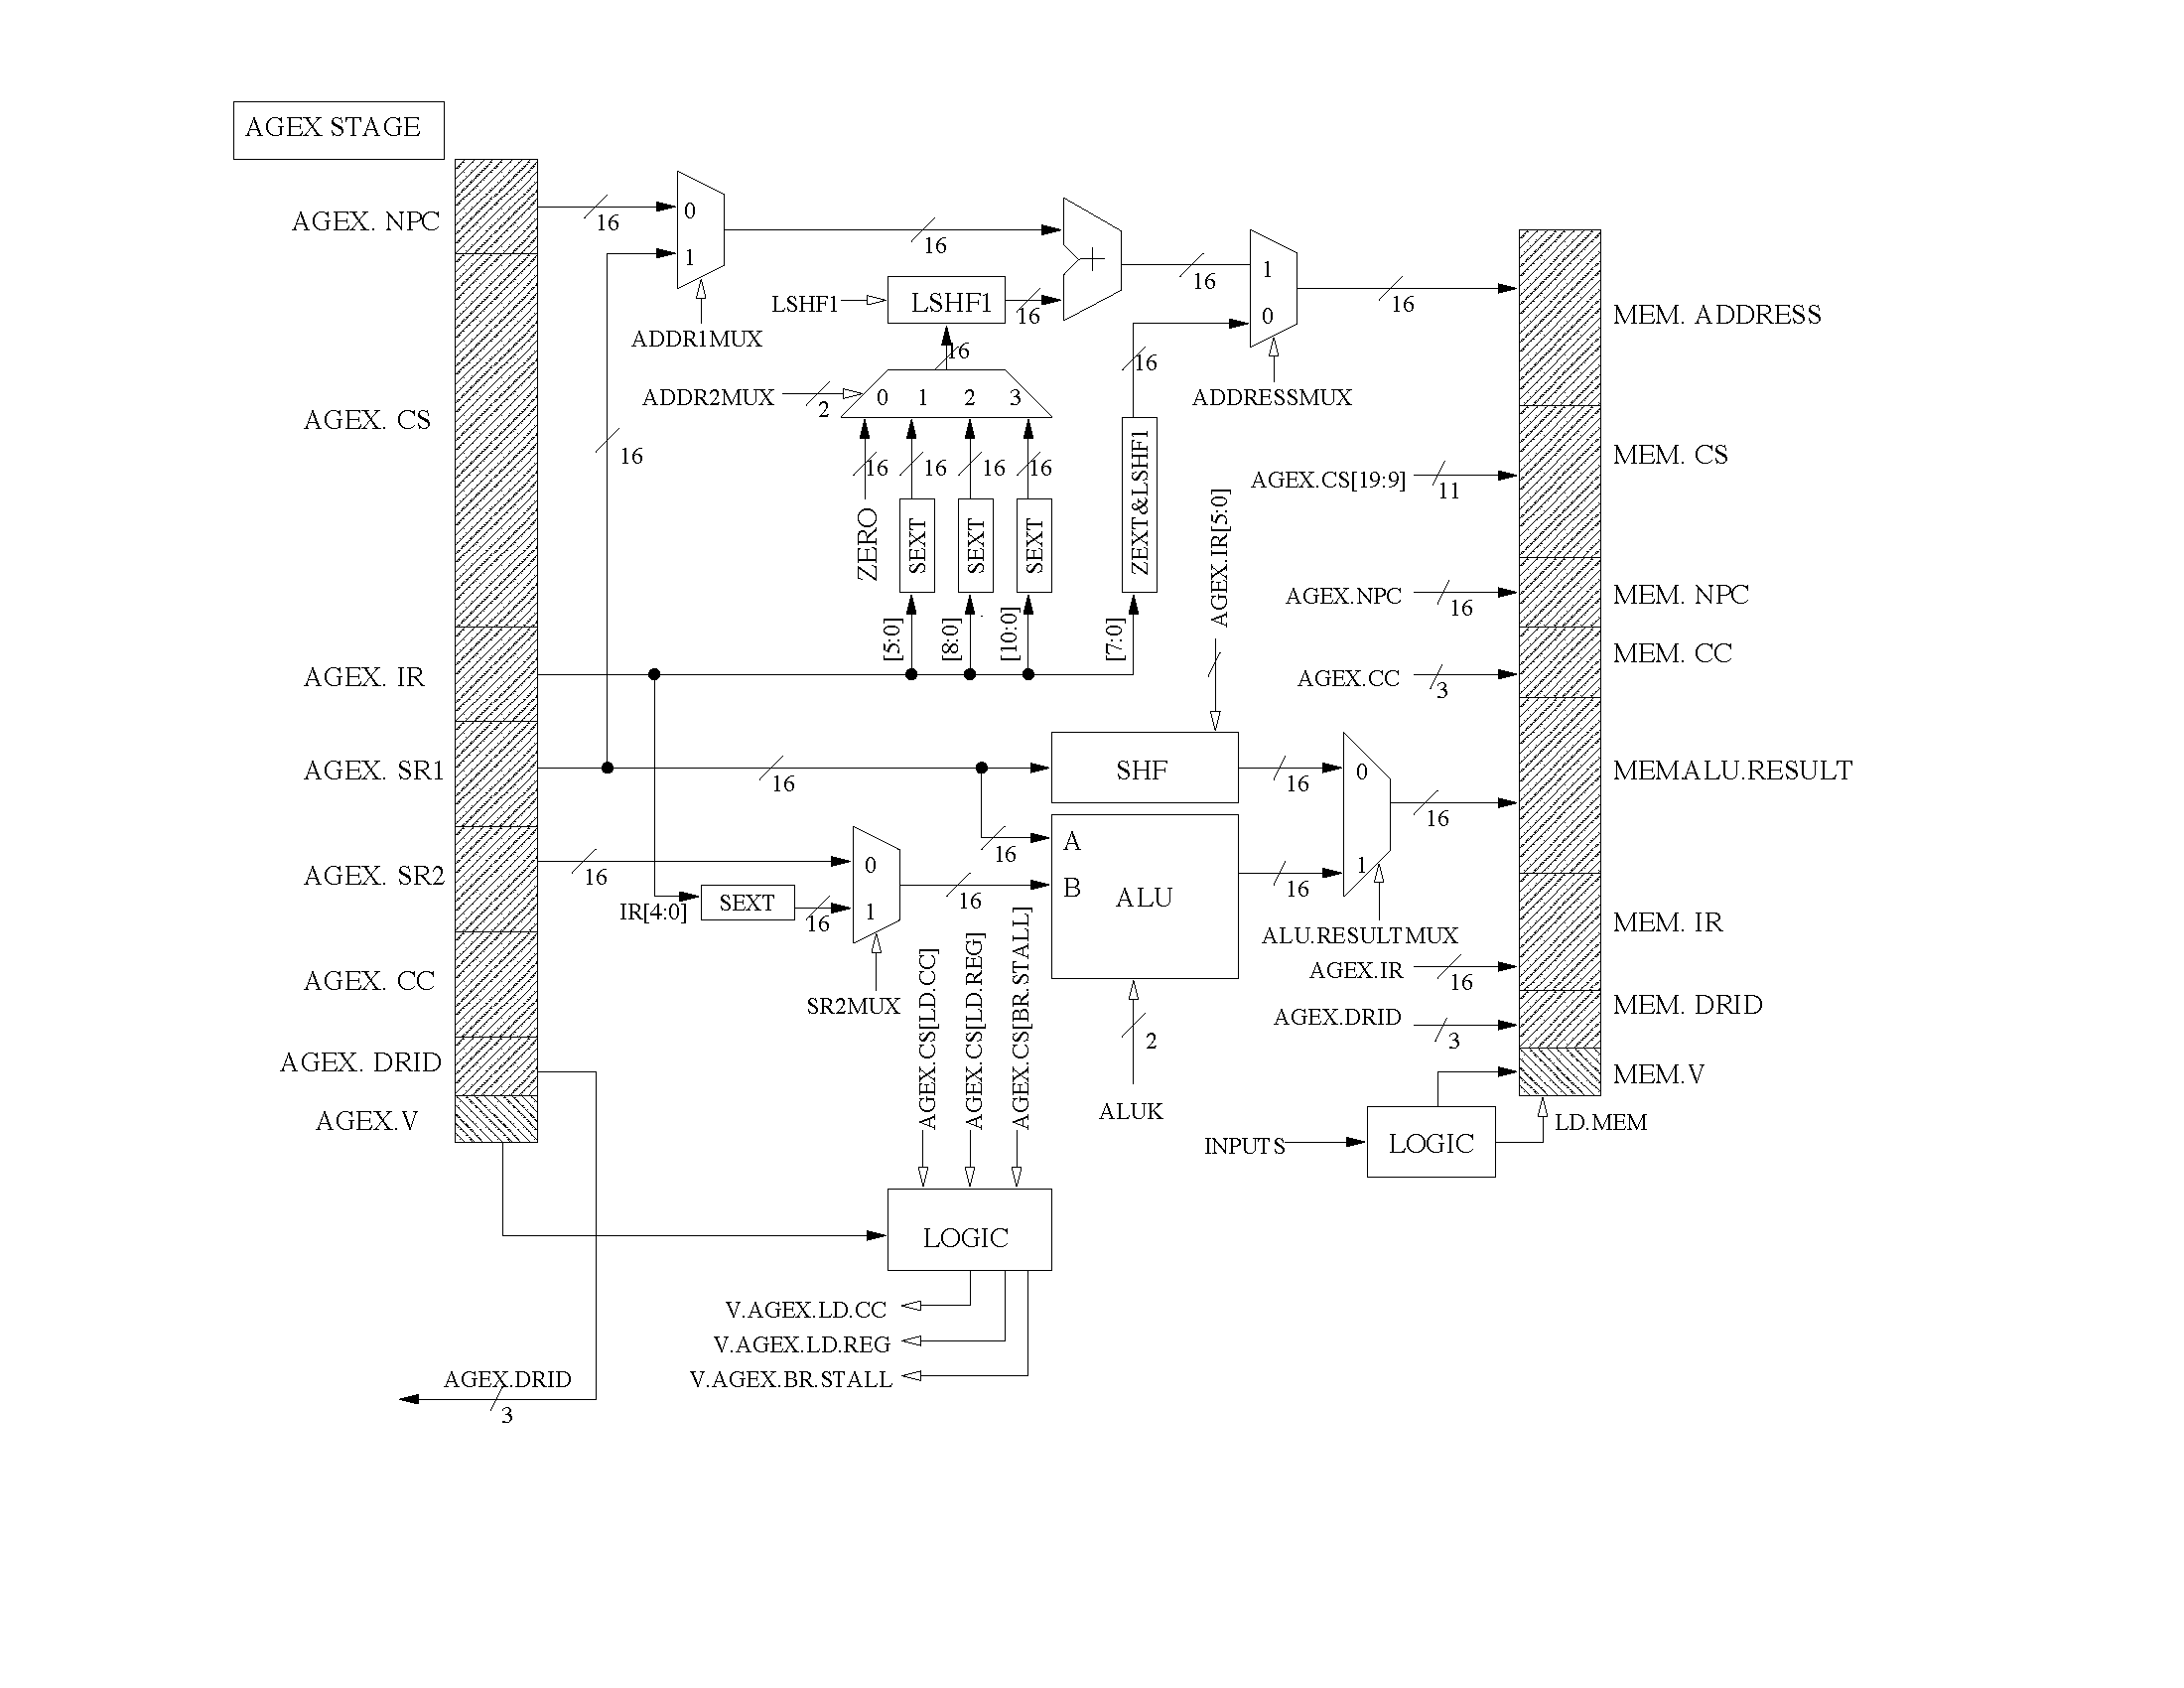 AGEX STAGE
AGEX. NPC
AGEX. CS
AGEX. IR
AGEX. SR1
AGEX. SR2
AGEX. CC
AGEX. DRID
AGEX.V
16
0
1
ADDR1MUX
16
16
LSHF1
LSHF1
16
16
ADDR2MUX
2
0 1 2 3
16
16
16
16
ZERO
SEXT
SEXT
SEXT
[5:0]
[8:0]
[10:0]
[7:0]
ZEXT&LSHF1
16
+
16
1
0
ADDRESSMUX
16
AGEX.IR[5:0]
16
SHF
16
16
IR[4:0]
SEXT
16
0
1
SR2MUX
16
16
A
B
ALU
2
ALUK
16
0
1
ALU.RESULTMUX
16
AGEX.CS[LD.CC]
AGEX.CS[LD.REG]
AGEX.CS[BR.STALL]
LOGIC
V.AGEX.LD.CC
V.AGEX.LD.REG
V.AGEX.BR.STALL
AGEX.DRID
3
AGEX.CS[19:9]
11
AGEX.NPC
16
AGEX.CC
3
AGEX.IR
16
AGEX.DRID
3
INPUTS
LOGIC
LD.MEM
MEM. ADDRESS
MEM. CS
MEM. NPC
MEM. CC
MEM.ALU.RESULT
MEM. IR
MEM. DRID
MEM.V